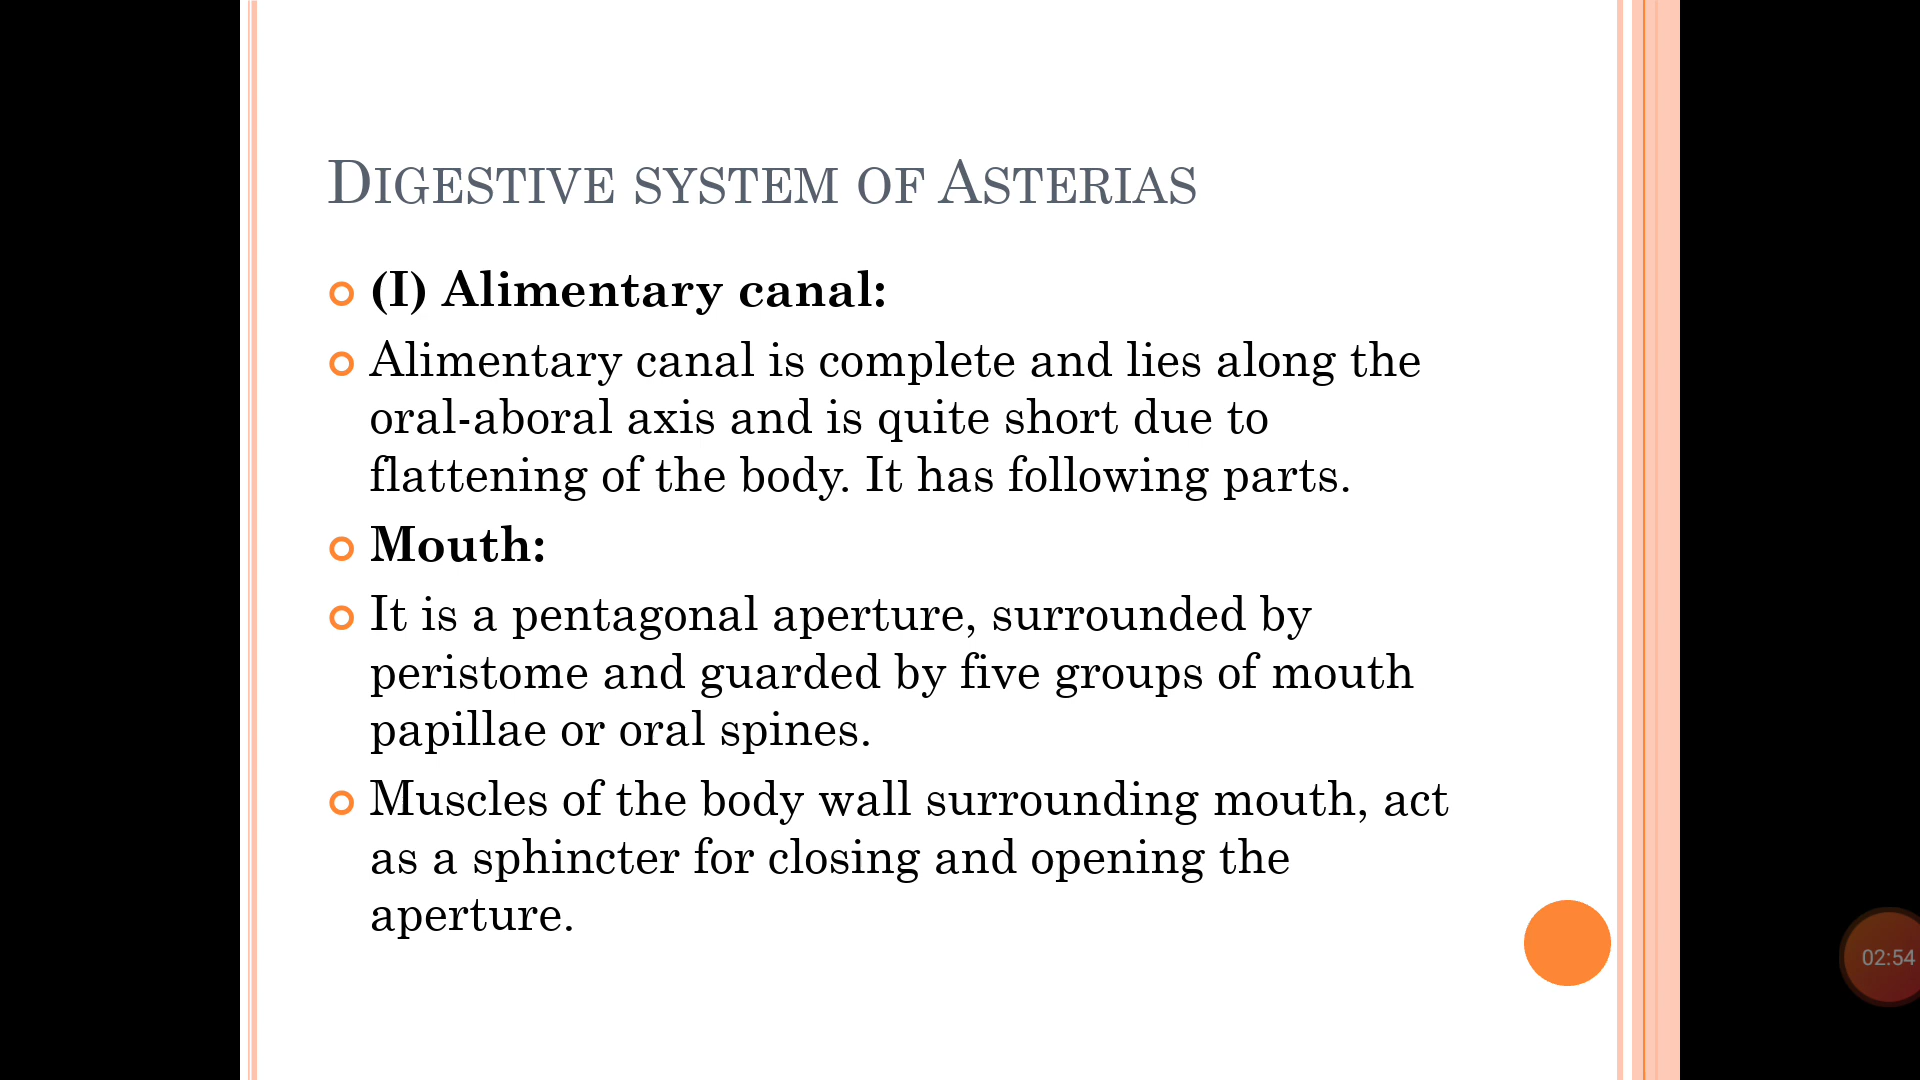 DIGESTIVE SYSTEM OF ASTERIAS
(I) Alimentary canal:
Alimentary canal is complete and lies along the
oral-aboral axis and is quite short due to
flattening of the body. It has following parts.
Mouth:
It is a pentagonal aperture, surrounded by
peristome and guarded by five groups of mouth
papillae or oral spines.
Muscles of the body wall surrounding mouth, act
as a sphincter for closing and opening the
aperture.
02:54